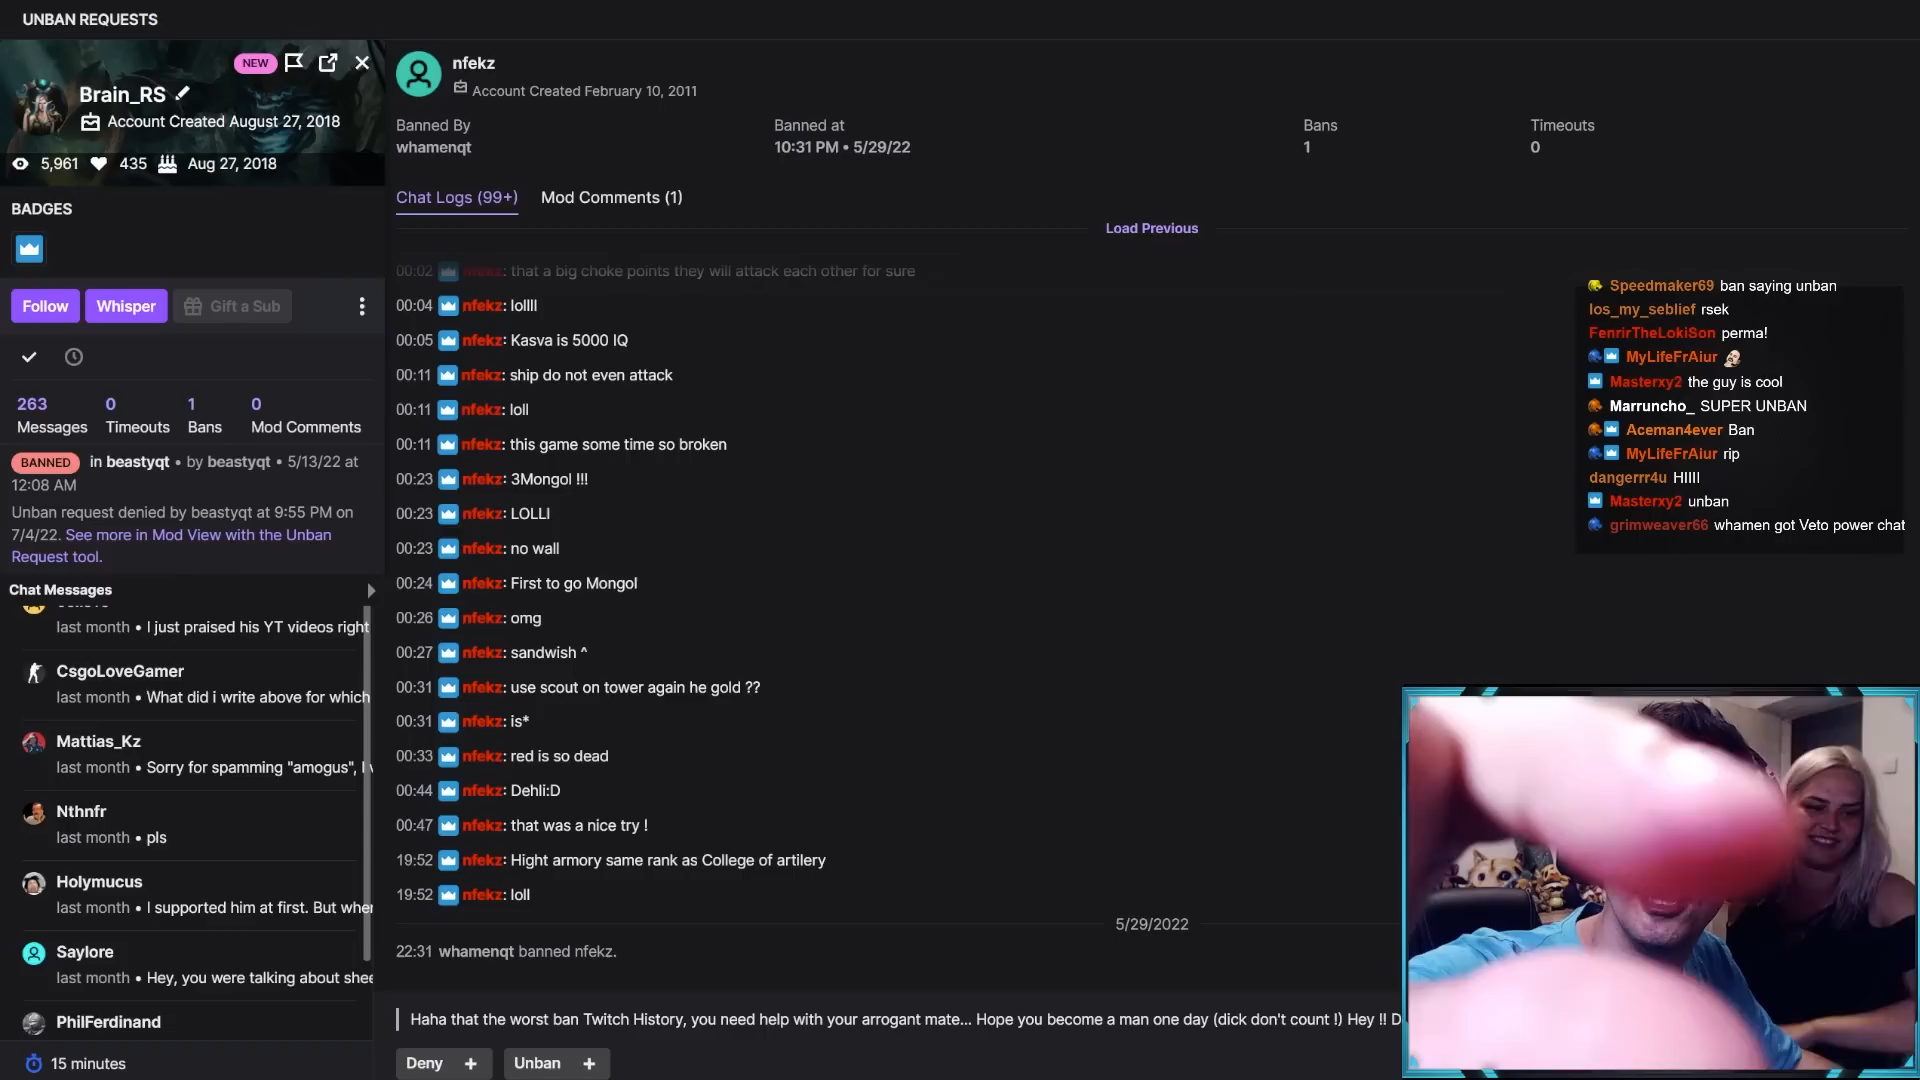 UNBAN REQUESTS
NEW
Brain_RS
Account Created August 27, 2018
5,961 435 Aug 27, 2018
BADGES
Follow Whisper Gift a Sub
263 0 1 0
Messages Timeouts Bans Mod Comments
BANNED in beastyqt • by beastyqt • 5/13/22 at
12:08 AM
Unban request denied by beastyqt at 9:55 PM on
7/4/22. See more in Mod View with the Unban
Request tool.
Chat Messages
last month • I just praised his YT videos right
CsgoLoveGamer
last month • What did i write above for which
Mattias_Kz
last month • Sorry for spamming "amogus", I
Nthnfr
last month • pls
Holymucus
last month • I supported him at first. But
Saylore
last month • Hey, you were talking about
PhilFerdinand
15 minutes
nfekz
Account Created February 10, 2011
Banned By Banned at Bans Timeouts
whamenqt 10:31 PM • 5/29/22 1 0
Chat Logs (99+) Mod Comments (1)
Load Previous
00:02 nfekz: that a big choke points they will attack each other for sure
00:04 nfekz: lollll
00:05 nfekz: Kasva is 5000 IQ
00:11 nfekz: ship do not even attack
00:11 nfekz: loll
00:11 nfekz: this game some time so broken
00:23 nfekz: 3Mongol !!!
00:23 nfekz: LOLLl
00:23 nfekz: no wall
00:24 nfekz: First to go Mongol
00:26 nfekz: omg
00:27 nfekz: sandwish ^
00:31 nfekz: use scout on tower again he gold ??
00:31 nfekz: is*
00:33 nfekz: red is so dead
00:44 nfekz: Dehli:D
00:47 nfekz: that was a nice try !
19:52 nfekz: Hight armory same rank as College of artilery
19:52 nfekz: loll
5/29/2022
22:31 whamenqt banned nfekz.
Haha that the worst ban Twitch History, you need help with your arrogant mate... Hope you become a man one day (dick don't count !) Hey !! D
Deny + Unban +
Speedmaker69 ban saying unban
los_my_seblief rsek
FenrirTheLokiSon perma!
MyLifeFrAiur
Masterxy2 the guy is cool
Marruncho_ SUPER UNBAN
Aceman4ever Ban
MyLifeFrAiur rip
dangerrr4u HIIII
Masterxy2 unban
grimweaver66 whamen got Veto power chat